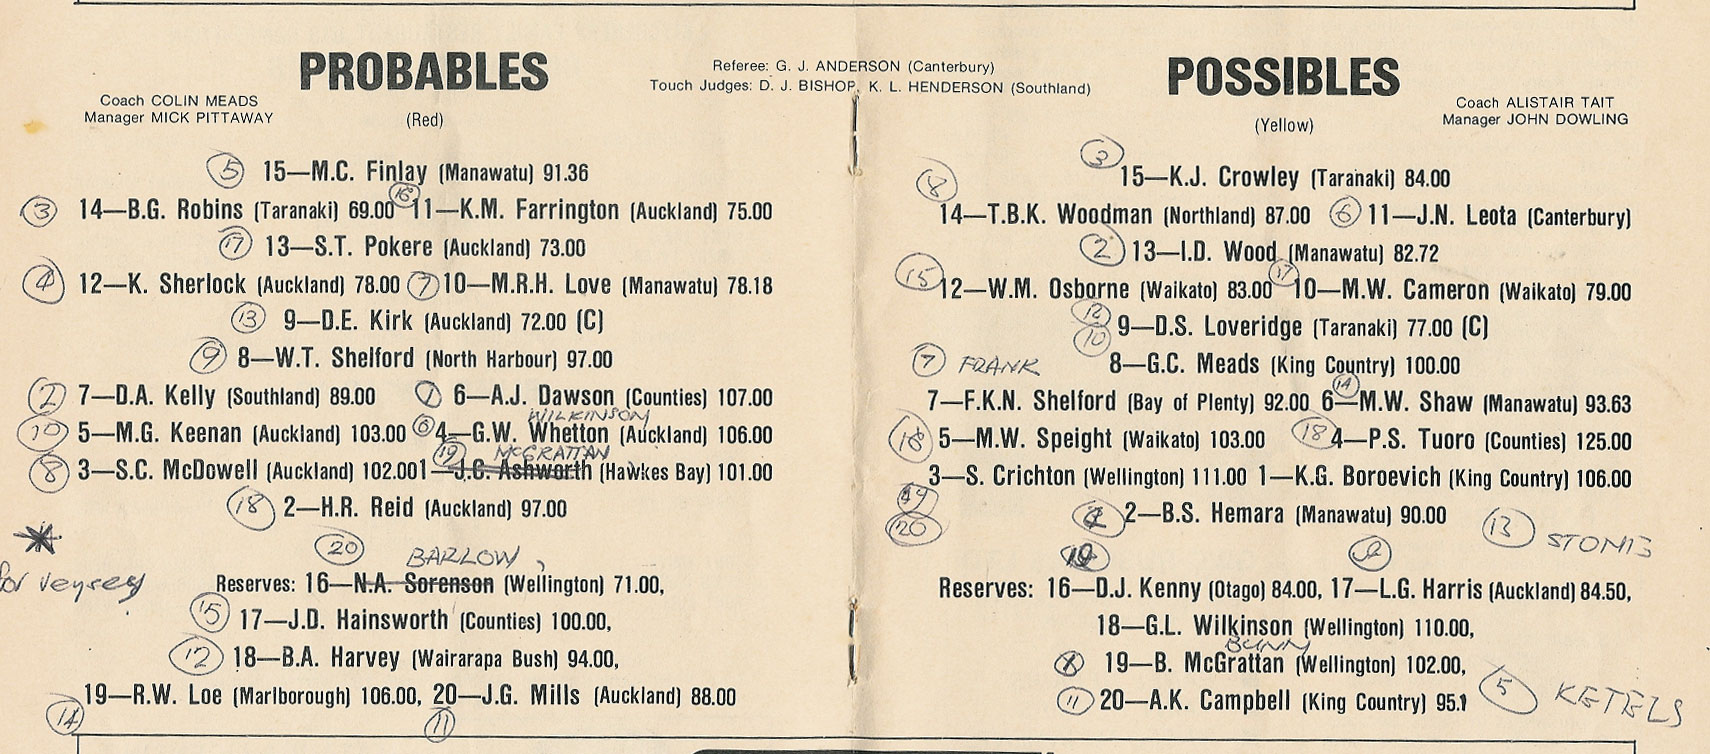 PROBABLES
Coach COLIN MEADS
Manager MICK PITTAWAY
(Red)
Referee: G. J. ANDERSON (Canterbury)
Touch Judges: D. J. BISHOP, K. L. HENDERSON (Southland)
POSSIBLES
Coach ALISTAIR TAIT
Manager JOHN DOWLING
(Yellow)
5 15—M.C. Finlay (Manawatu) 91.36
3 14—B.G. Robins (Taranaki) 69.00 16 11—K.M. Farrington (Auckland) 75.00
17 13—S.T. Pokere (Auckland) 73.00
4 12—K. Sherlock (Auckland) 78.00 7 10—M.R.H. Love (Manawatu) 78.18
13 9—D.E. Kirk (Auckland) 72.00 (C)
9 8—W.T. Shelford (North Harbour) 97.00
2 7—D.A. Kelly (Southland) 89.00 1 6—A.J. Dawson (Counties) 107.00
WILKINSON
10 5—M.G. Keenan (Auckland) 103.00 6 4—G.W. Whetton (Auckland) 106.00
19 McGRATTAN
8 3—S.C. McDowell (Auckland) 102.00 1—J.C. Ashworth (Hawkes Bay) 101.00
18 2—H.R. Reid (Auckland) 97.00
20 BARLOW,
for veysey
Reserves: 16—N.A. Sorenson (Wellington) 71.00,
15 17—J.D. Hainsworth (Counties) 100.00,
12 18—B.A. Harvey (Wairarapa Bush) 94.00,
19—R.W. Loe (Marlborough) 106.00, 20—J.G. Mills (Auckland) 88.00
14 11
3
15—K.J. Crowley (Taranaki) 84.00
8
14—T.B.K. Woodman (Northland) 87.00 6 11—J.N. Leota (Canterbury)
2 13—I.D. Wood (Manawatu) 82.72
15 12—W.M. Osborne (Waikato) 83.00 17 10—M.W. Cameron (Waikato) 79.00
12 9—D.S. Loveridge (Taranaki) 77.00 (C)
10 8—G.C. Meads (King Country) 100.00
7 FRANK
7—F.K.N. Shelford (Bay of Plenty) 92.00 14 6—M.W. Shaw (Manawatu) 93.63
16 5—M.W. Speight (Waikato) 103.00 18 4—P.S. Tuoro (Counties) 125.00
3—S. Crichton (Wellington) 111.00 1—K.G. Boroevich (King Country) 106.00
19
20
2—B.S. Hemara (Manawatu) 90.00
13 STONE
9
Reserves: 16—D.J. Kenny (Otago) 84.00, 17—L.G. Harris (Auckland) 84.50,
18—G.L. Wilkinson (Wellington) 110.00,
BUNN
19—B. McGrattan (Wellington) 102.00,
11 20—A.K. Campbell (King Country) 95.1
5 KETELS